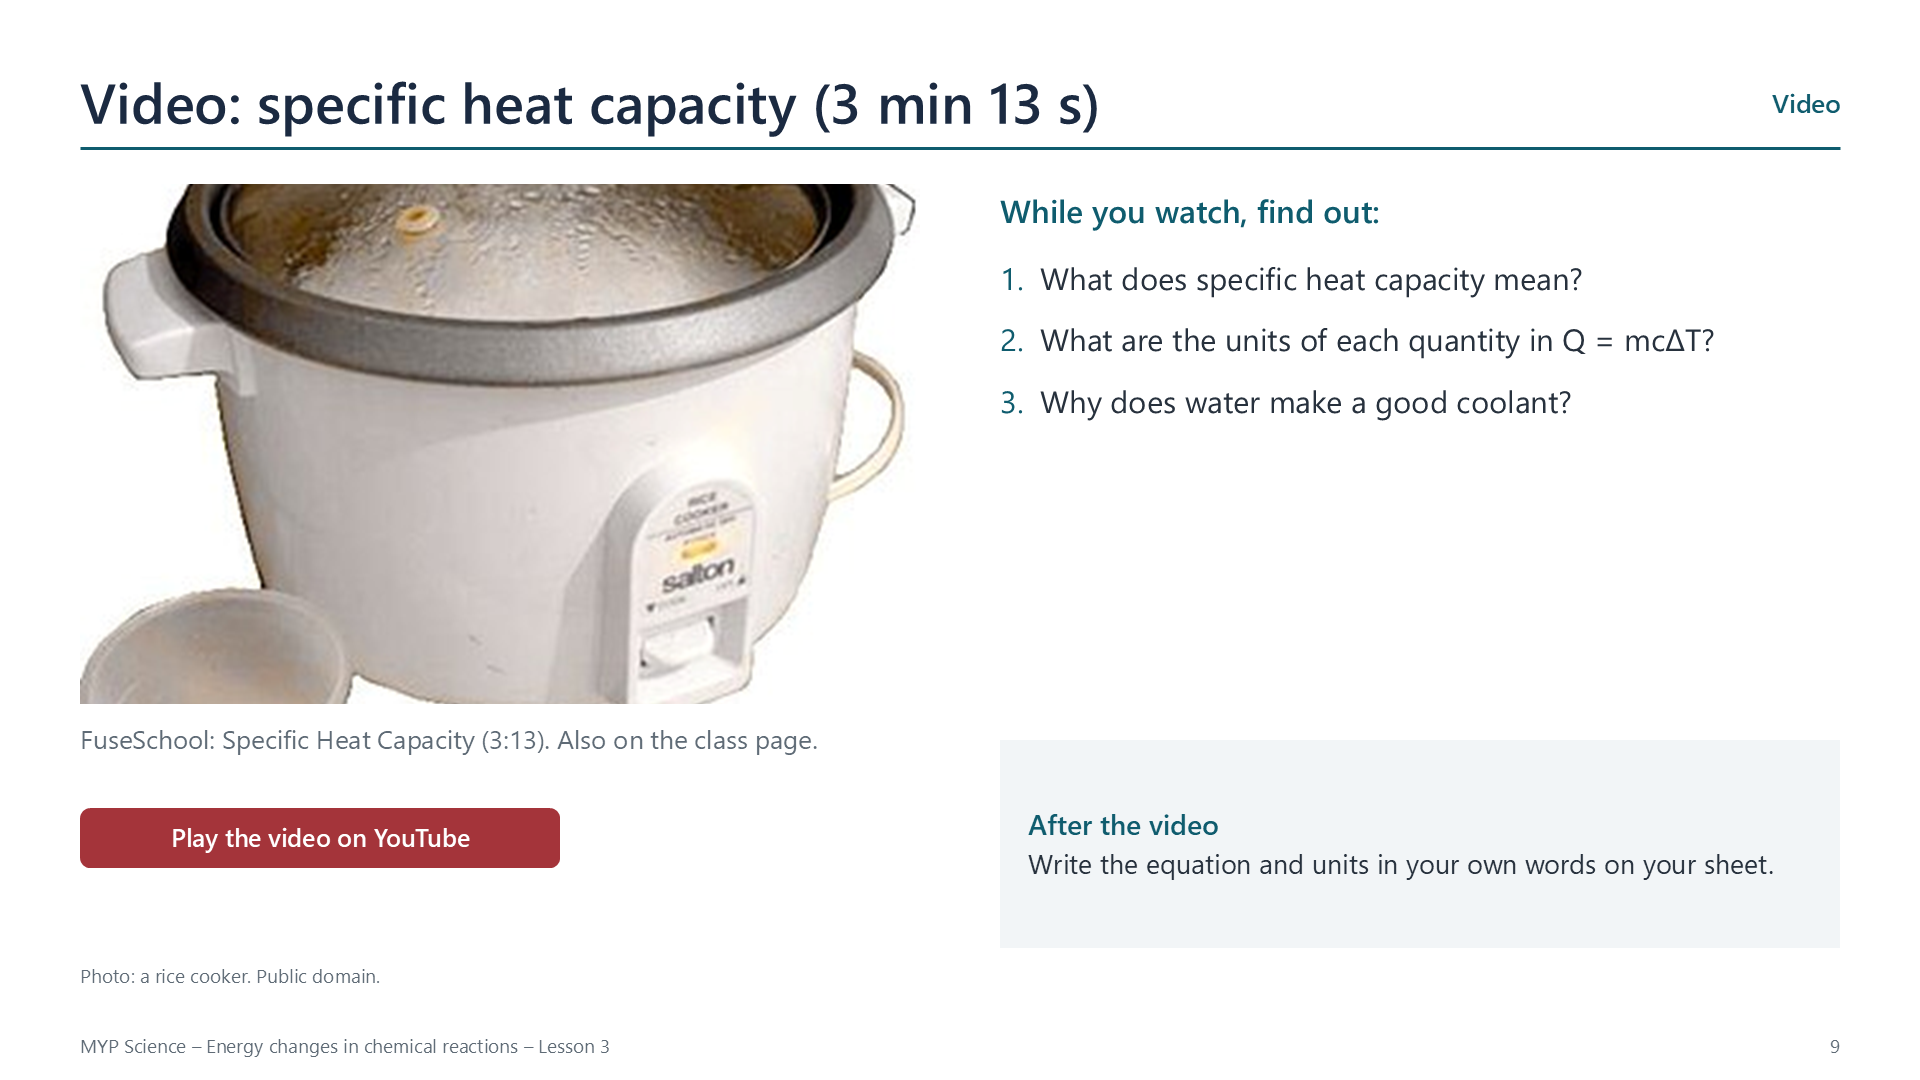 Video: specific heat capacity (3 min 13 s)
Video
RICE
COOKER
salton
FuseSchool: Specific Heat Capacity (3:13). Also on the class page.
Play the video on YouTube
Photo: a rice cooker. Public domain.
While you watch, find out:
1. What does specific heat capacity mean?
2. What are the units of each quantity in Q = mcΔT?
3. Why does water make a good coolant?
After the video
Write the equation and units in your own words on your sheet.
MYP Science – Energy changes in chemical reactions – Lesson 3
9